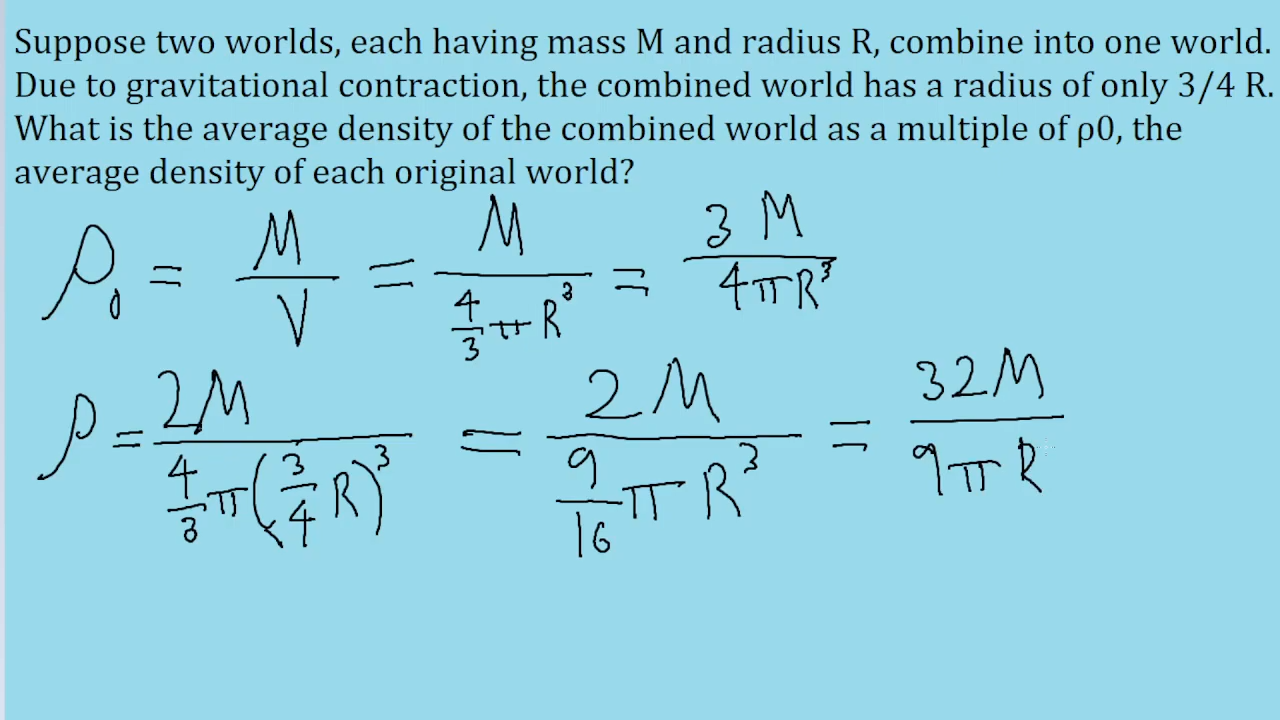 Suppose two worlds, each having mass M and radius R, combine into one world.
Due to gravitational contraction, the combined world has a radius of only 3/4 R.
What is the average density of the combined world as a multiple of ρ0, the
average density of each original world?
ρ₀ = M/V = M/(4/3 π R³) = 3M/(4πR³)
ρ = 2M/(4/3 π (3/4 R)³) = 2M/(9/16 π R³) = 32M/(9πR)